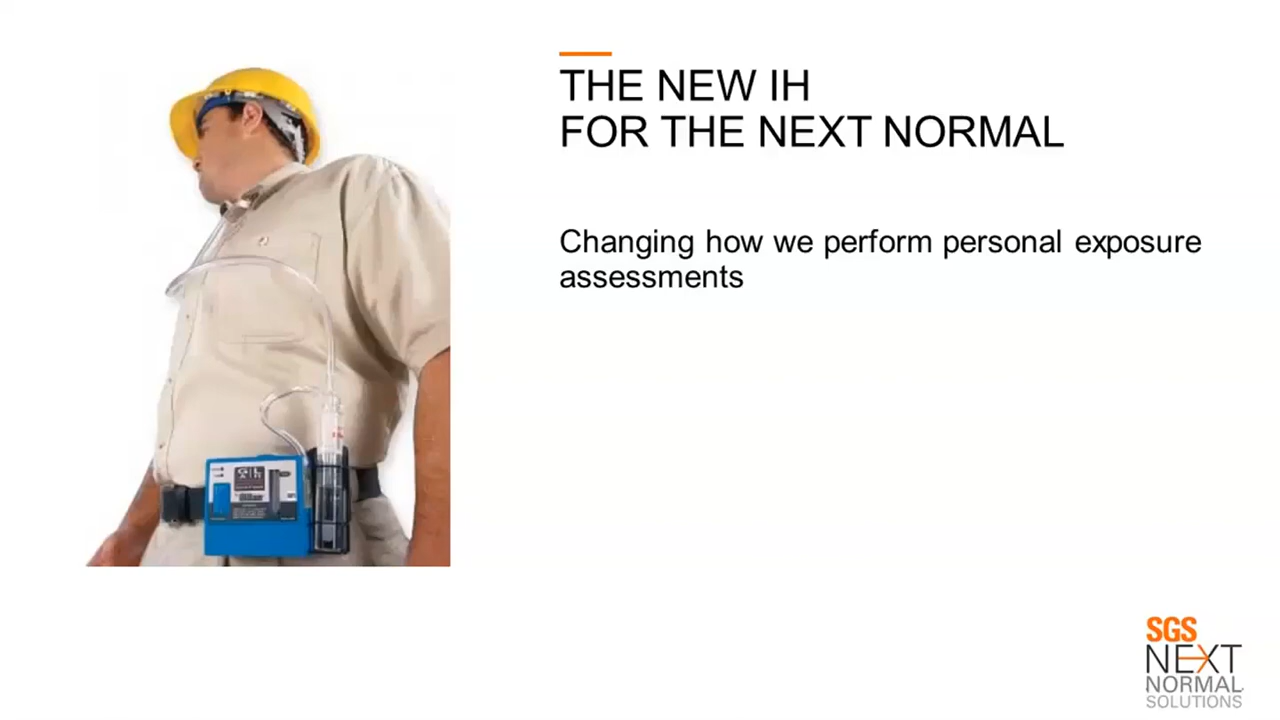 THE NEW IH
FOR THE NEXT NORMAL
Changing how we perform personal exposure
assessments
SGS
NEXT
NORMAL
SOLUTIONS